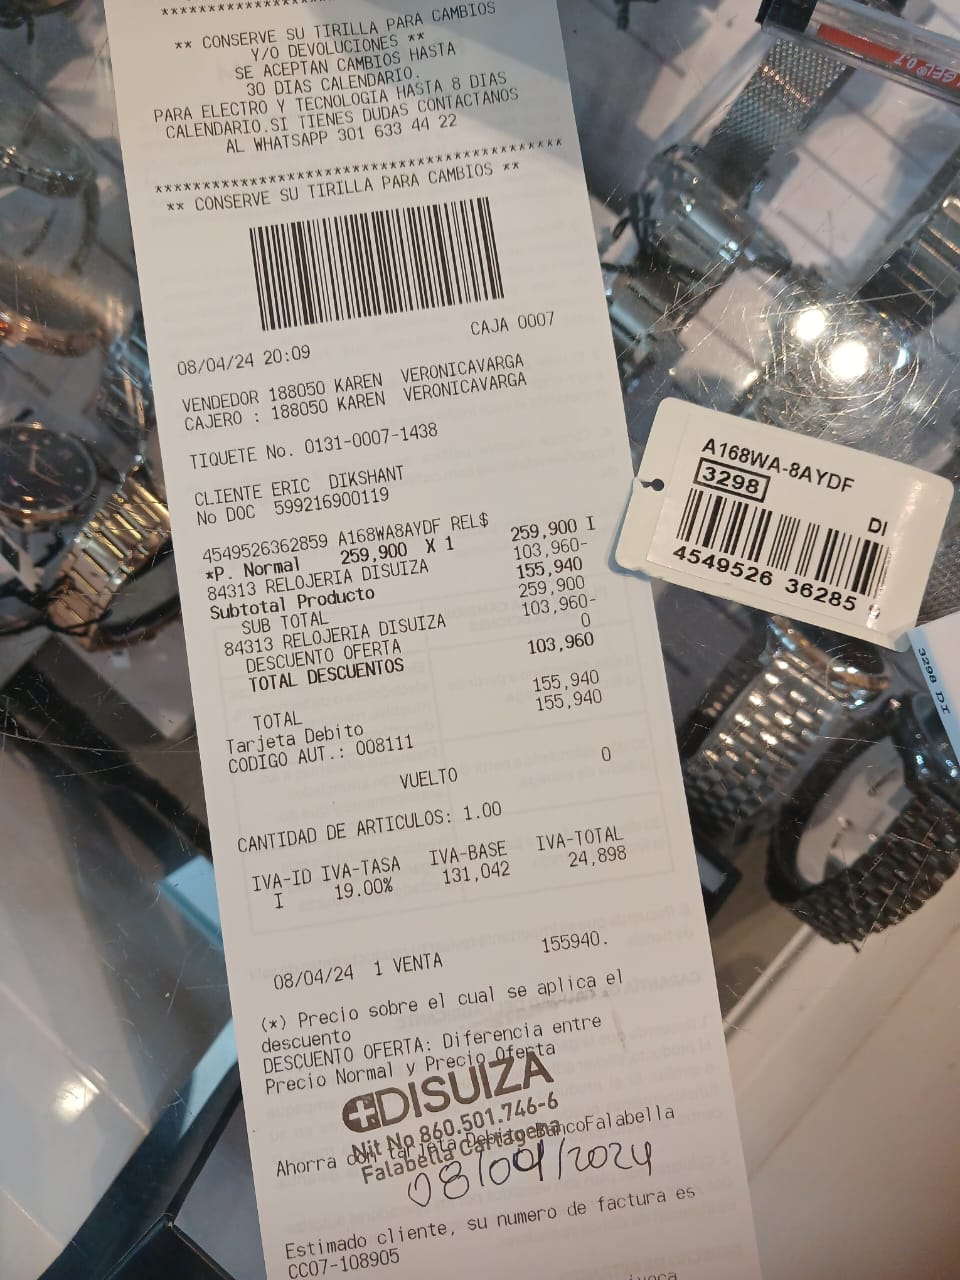 ** CONSERVE SU TIRILLA PARA CAMBIOS
Y/O DEVOLUCIONES **
SE ACEPTAN CAMBIOS HASTA
30 DIAS CALENDARIO.
PARA ELECTRO Y TECNOLOGIA HASTA 8 DIAS
CALENDARIO.SI TIENES DUDAS CONTACTANOS
AL WHATSAPP 301 633 44 22
** CONSERVE SU TIRILLA PARA CAMBIOS **
CAJA 0007
08/04/24 20:09
VENDEDOR 188050 KAREN VERONICAVARGA
CAJERO : 188050 KAREN VERONICAVARGA
TIQUETE No. 0131-0007-1438
CLIENTE ERIC DIKSHANT
No DOC 599216900119
4549526362859 A168WA8AYDF REL$ 259,900 I
*P. Normal 259,900 X 1
84313 RELOJERIA DISUIZA 103,960-
Subtotal Producto 155,940
SUB TOTAL 259,900
84313 RELOJERIA DISUIZA 103,960-
DESCUENTO OFERTA 0
TOTAL DESCUENTOS 103,960
TOTAL 155,940
Tarjeta Debito 155,940
CODIGO AUT.: 008111
VUELTO 0
CANTIDAD DE ARTICULOS: 1.00
IVA-ID IVA-TASA IVA-BASE IVA-TOTAL
I 19.00% 131,042 24,898
08/04/24 1 VENTA 155940.
(*) Precio sobre el cual se aplica el
descuento
DESCUENTO OFERTA: Diferencia entre
Precio Normal y Precio Oferta
DISUIZA
Nit No 860.501.746-6
Falabella Cartagena
Ahorra con tarjeta Debito BancoFalabella
08/04/2024
Estimado cliente, su numero de factura es
CC07-108905
A168WA-8AYDF
3298
DI
4549526 36285
3298 DI
GEL 0.7